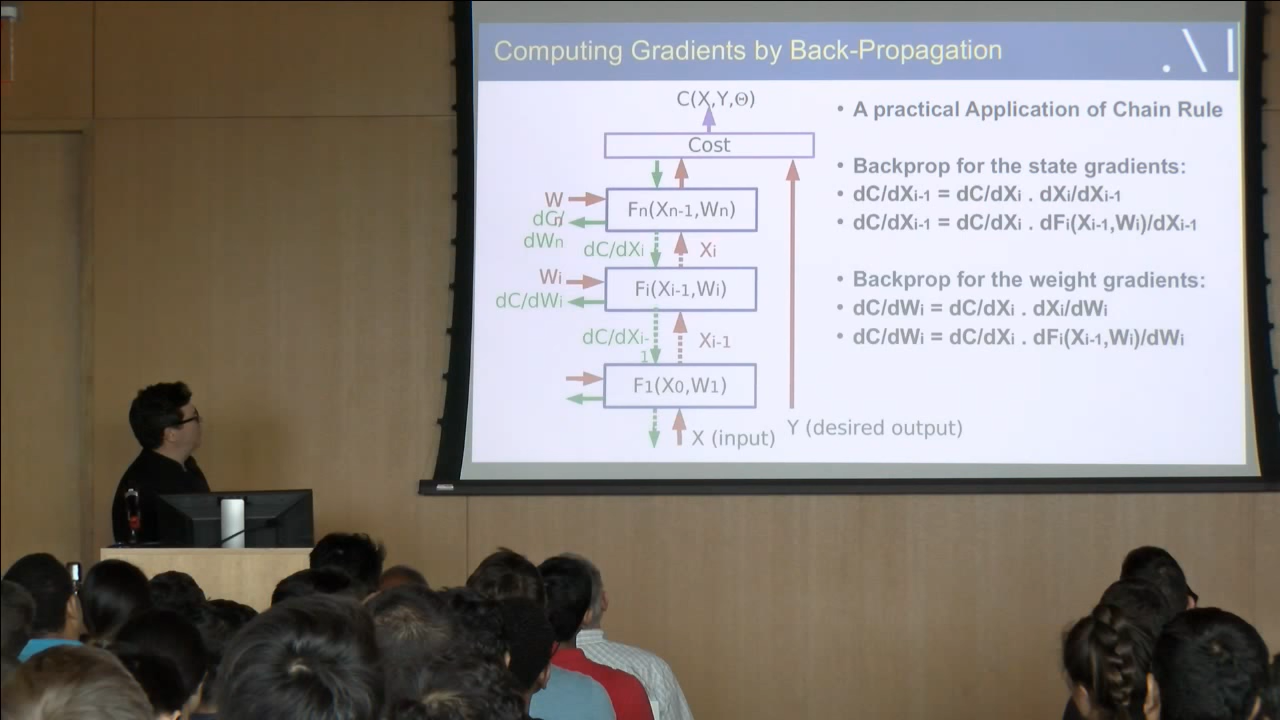 Computing Gradients by Back-Propagation
C(X,Y,Θ)
Cost
W
n
dC/
dWn
Fn(Xn-1,Wn)
dC/dXi
Xi
Wi
dC/dWi
Fi(Xi-1,Wi)
dC/dXi-
1
Xi-1
F1(X0,W1)
X (input)
Y (desired output)
• A practical Application of Chain Rule
• Backprop for the state gradients:
• dC/dXi-1 = dC/dXi . dXi/dXi-1
• dC/dXi-1 = dC/dXi . dFi(Xi-1,Wi)/dXi-1
• Backprop for the weight gradients:
• dC/dWi = dC/dXi . dXi/dWi
• dC/dWi = dC/dXi . dFi(Xi-1,Wi)/dWi